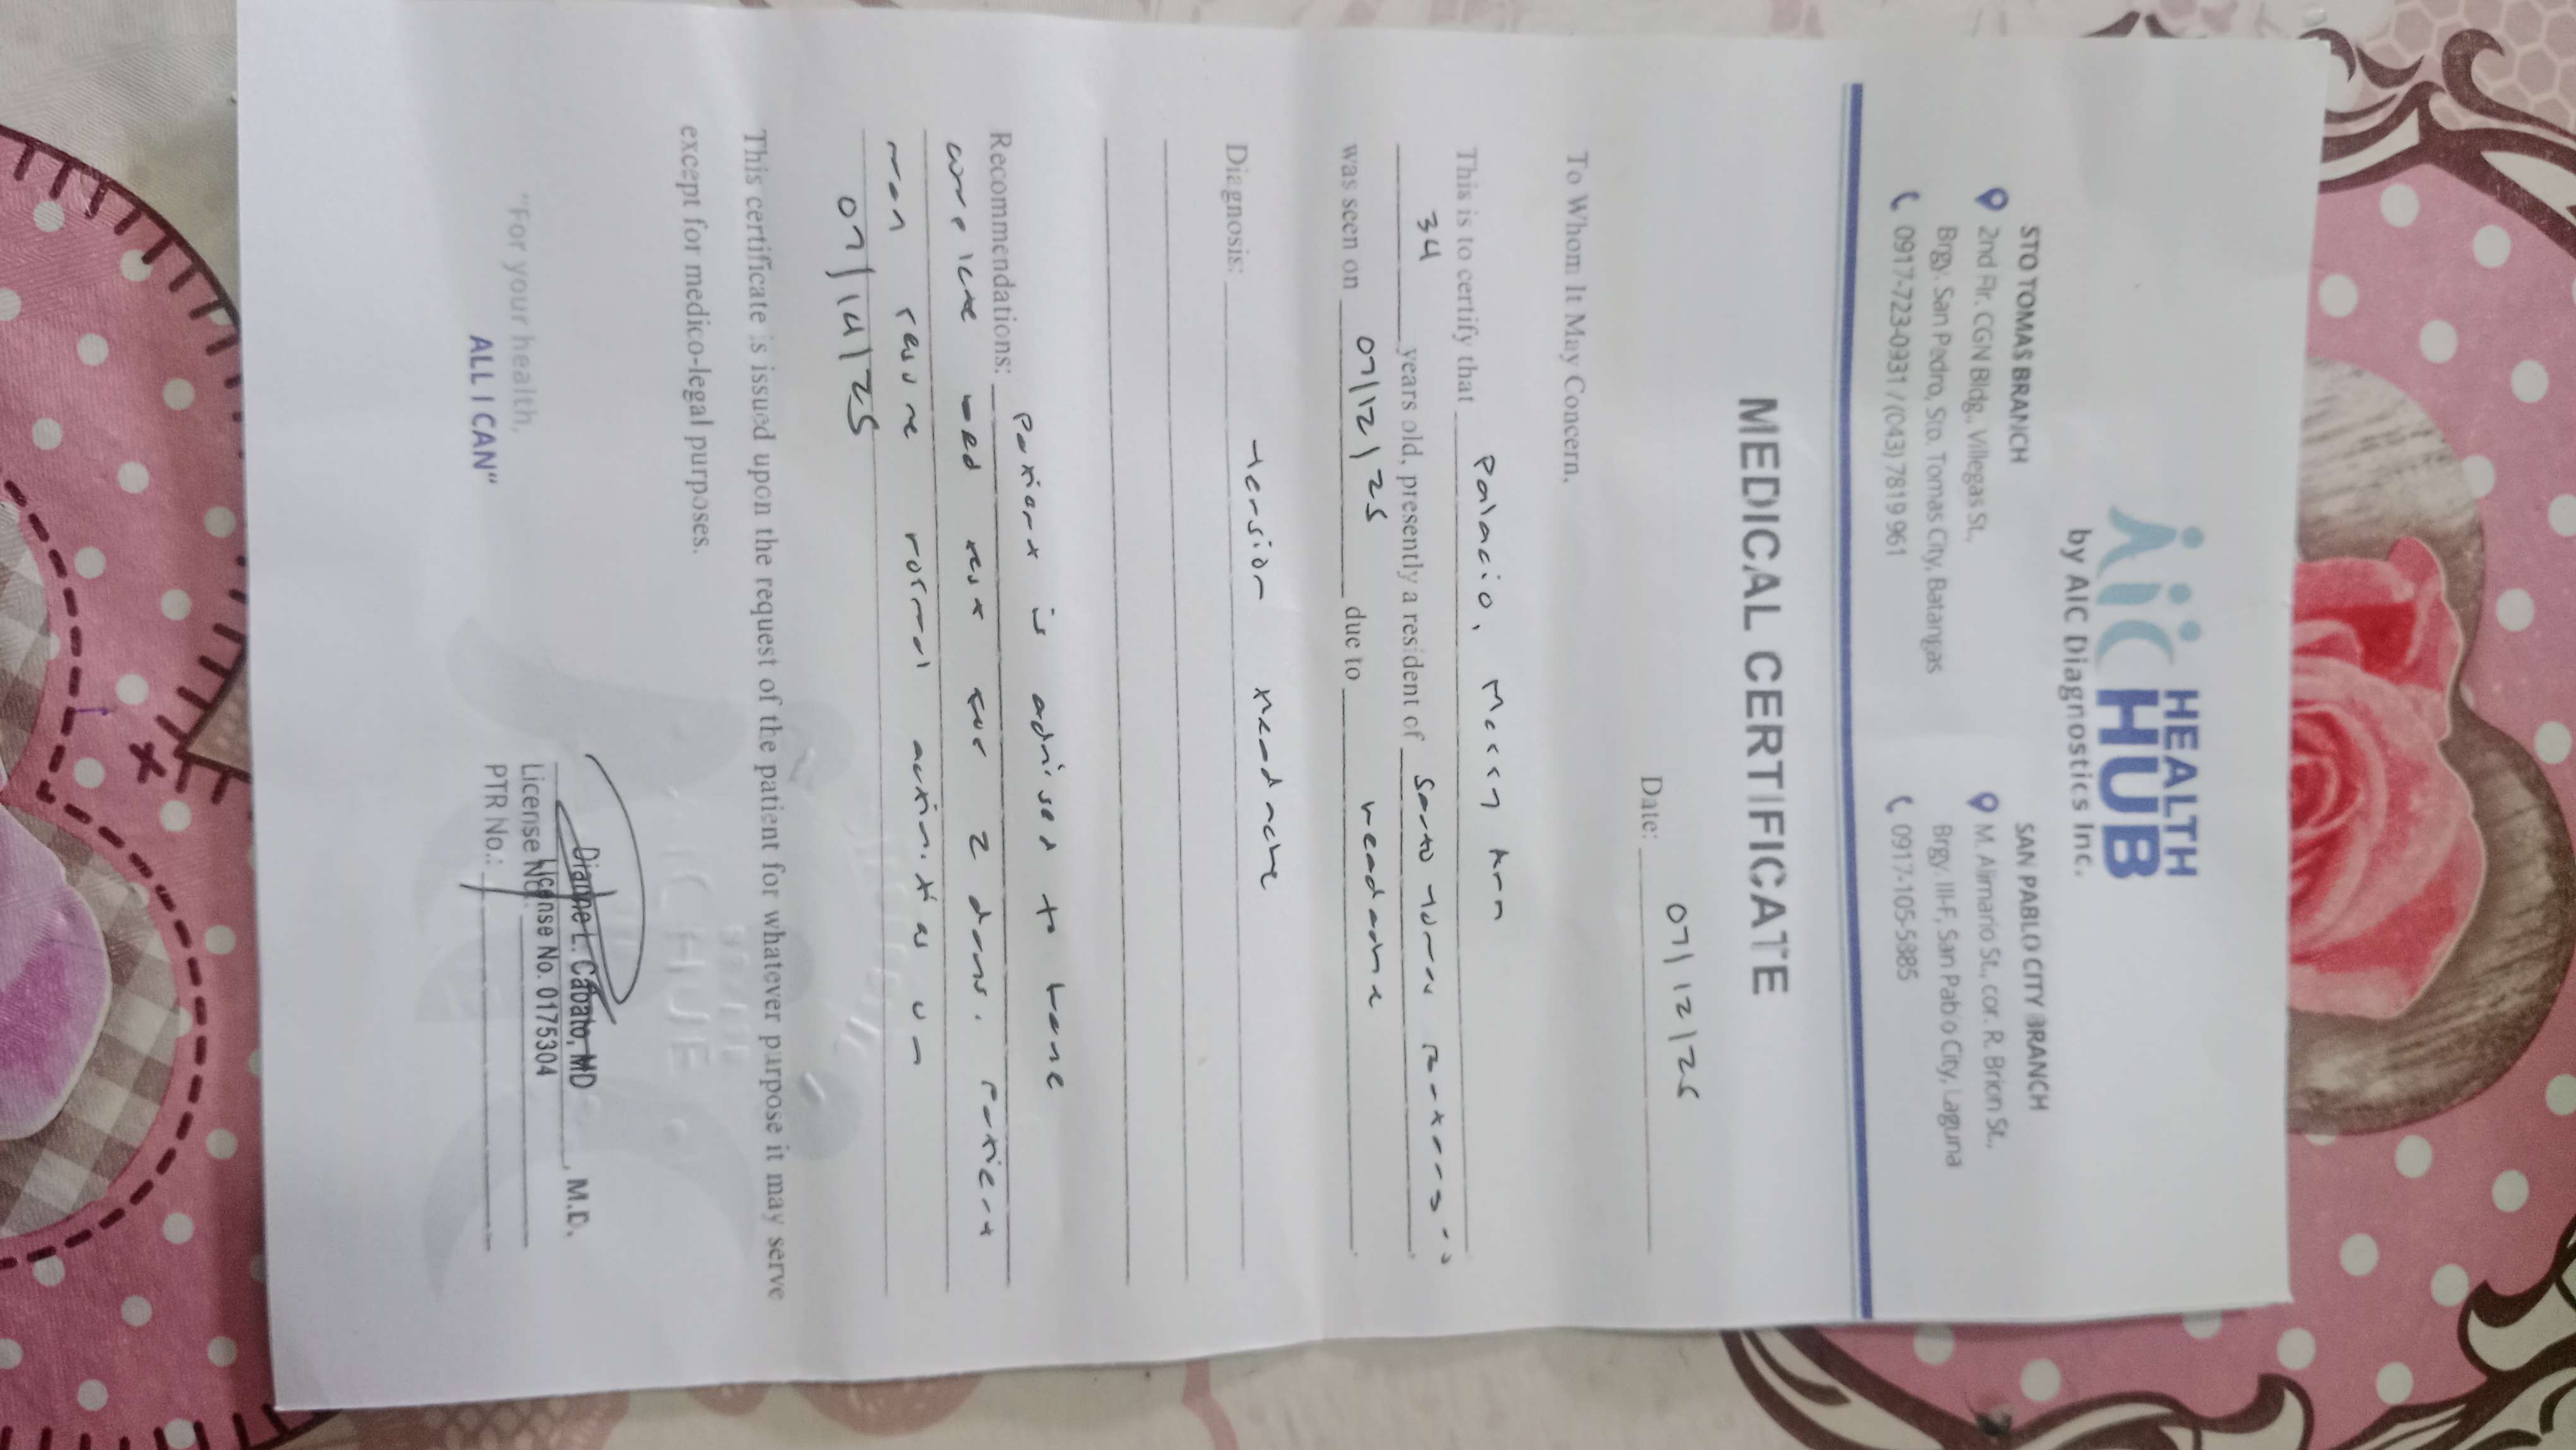 AIC HEALTH HUB
by AIC Diagnostics Inc.
STO TOMAS BRANCH
2nd Flr. CGN Bldg., Villegas St.,
Brgy. San Pedro, Sto. Tomas City, Batangas
0917-723-0931 / (043) 7819 961
SAN PABLO CITY BRANCH
M. Alimario St., cor. R. Brion St.,
Brgy. III-F, San Pablo City, Laguna
0917-105-5885
MEDICAL CERTIFICATE
Date: 07/12/25
To Whom It May Concern,
This is to certify that Palacio,
34 years old, presently a resident of Santo Tomas Batangas,
was seen on 07/12/25 due to headache.
Diagnosis: tension headache
Recommendations: Patient is advised to have
bed rest for 2 days. Patient
may resume normal activities on
07/14/25
This certificate is issued upon the request of the patient for whatever purpose it may serve
except for medico-legal purposes.
Dianne L. Cabato, MD, M.D.
License No. License No. 0175304
PTR No.:
"For your health,
ALL I CAN"